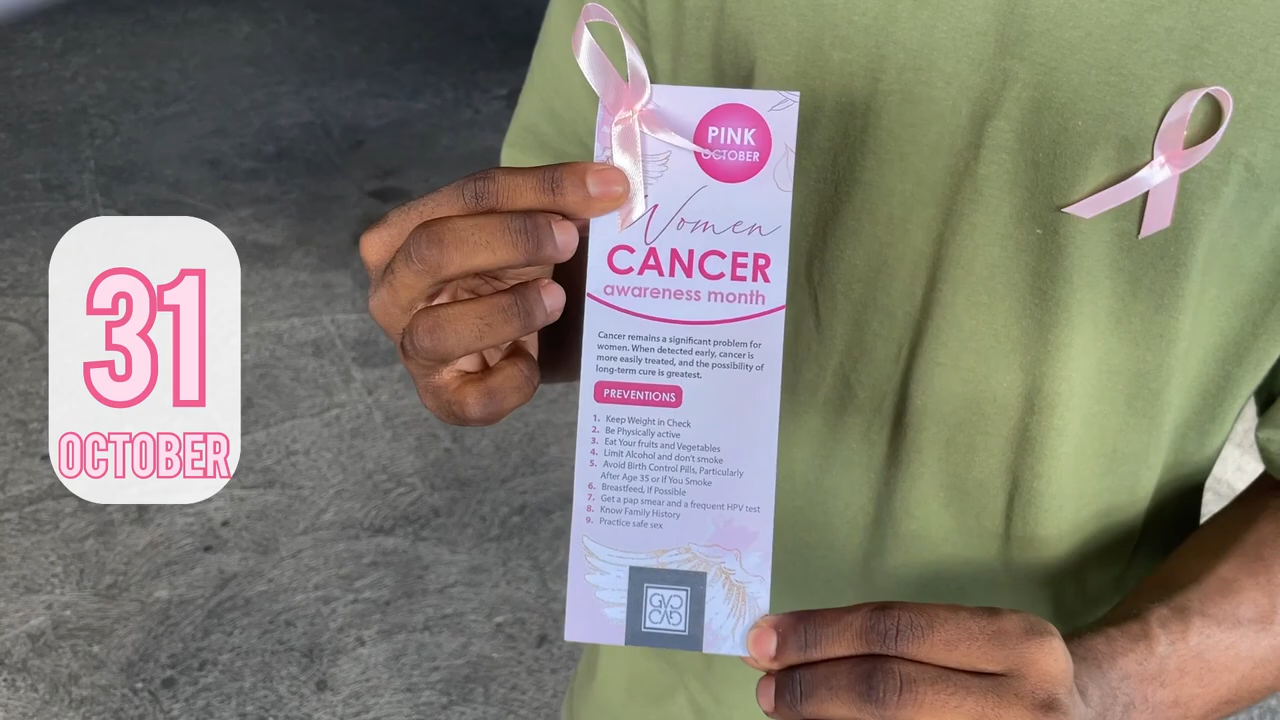 31
OCTOBER
PINK
OCTOBER
Women
CANCER
awareness month
Cancer remains a significant problem for
women. When detected early, cancer is
more easily treated, and the possibility of
long-term cure is greatest.
PREVENTIONS
1. Keep Weight in Check
2. Be Physically active
3. Eat Your fruits and Vegetables
4. Limit Alcohol and don't smoke
5. Avoid Birth Control Pills, Particularly
After Age 35 or If You Smoke
6. Breastfeed, If Possible
7. Get a pap smear and a frequent HPV test
8. Know Family History
9. Practice safe sex